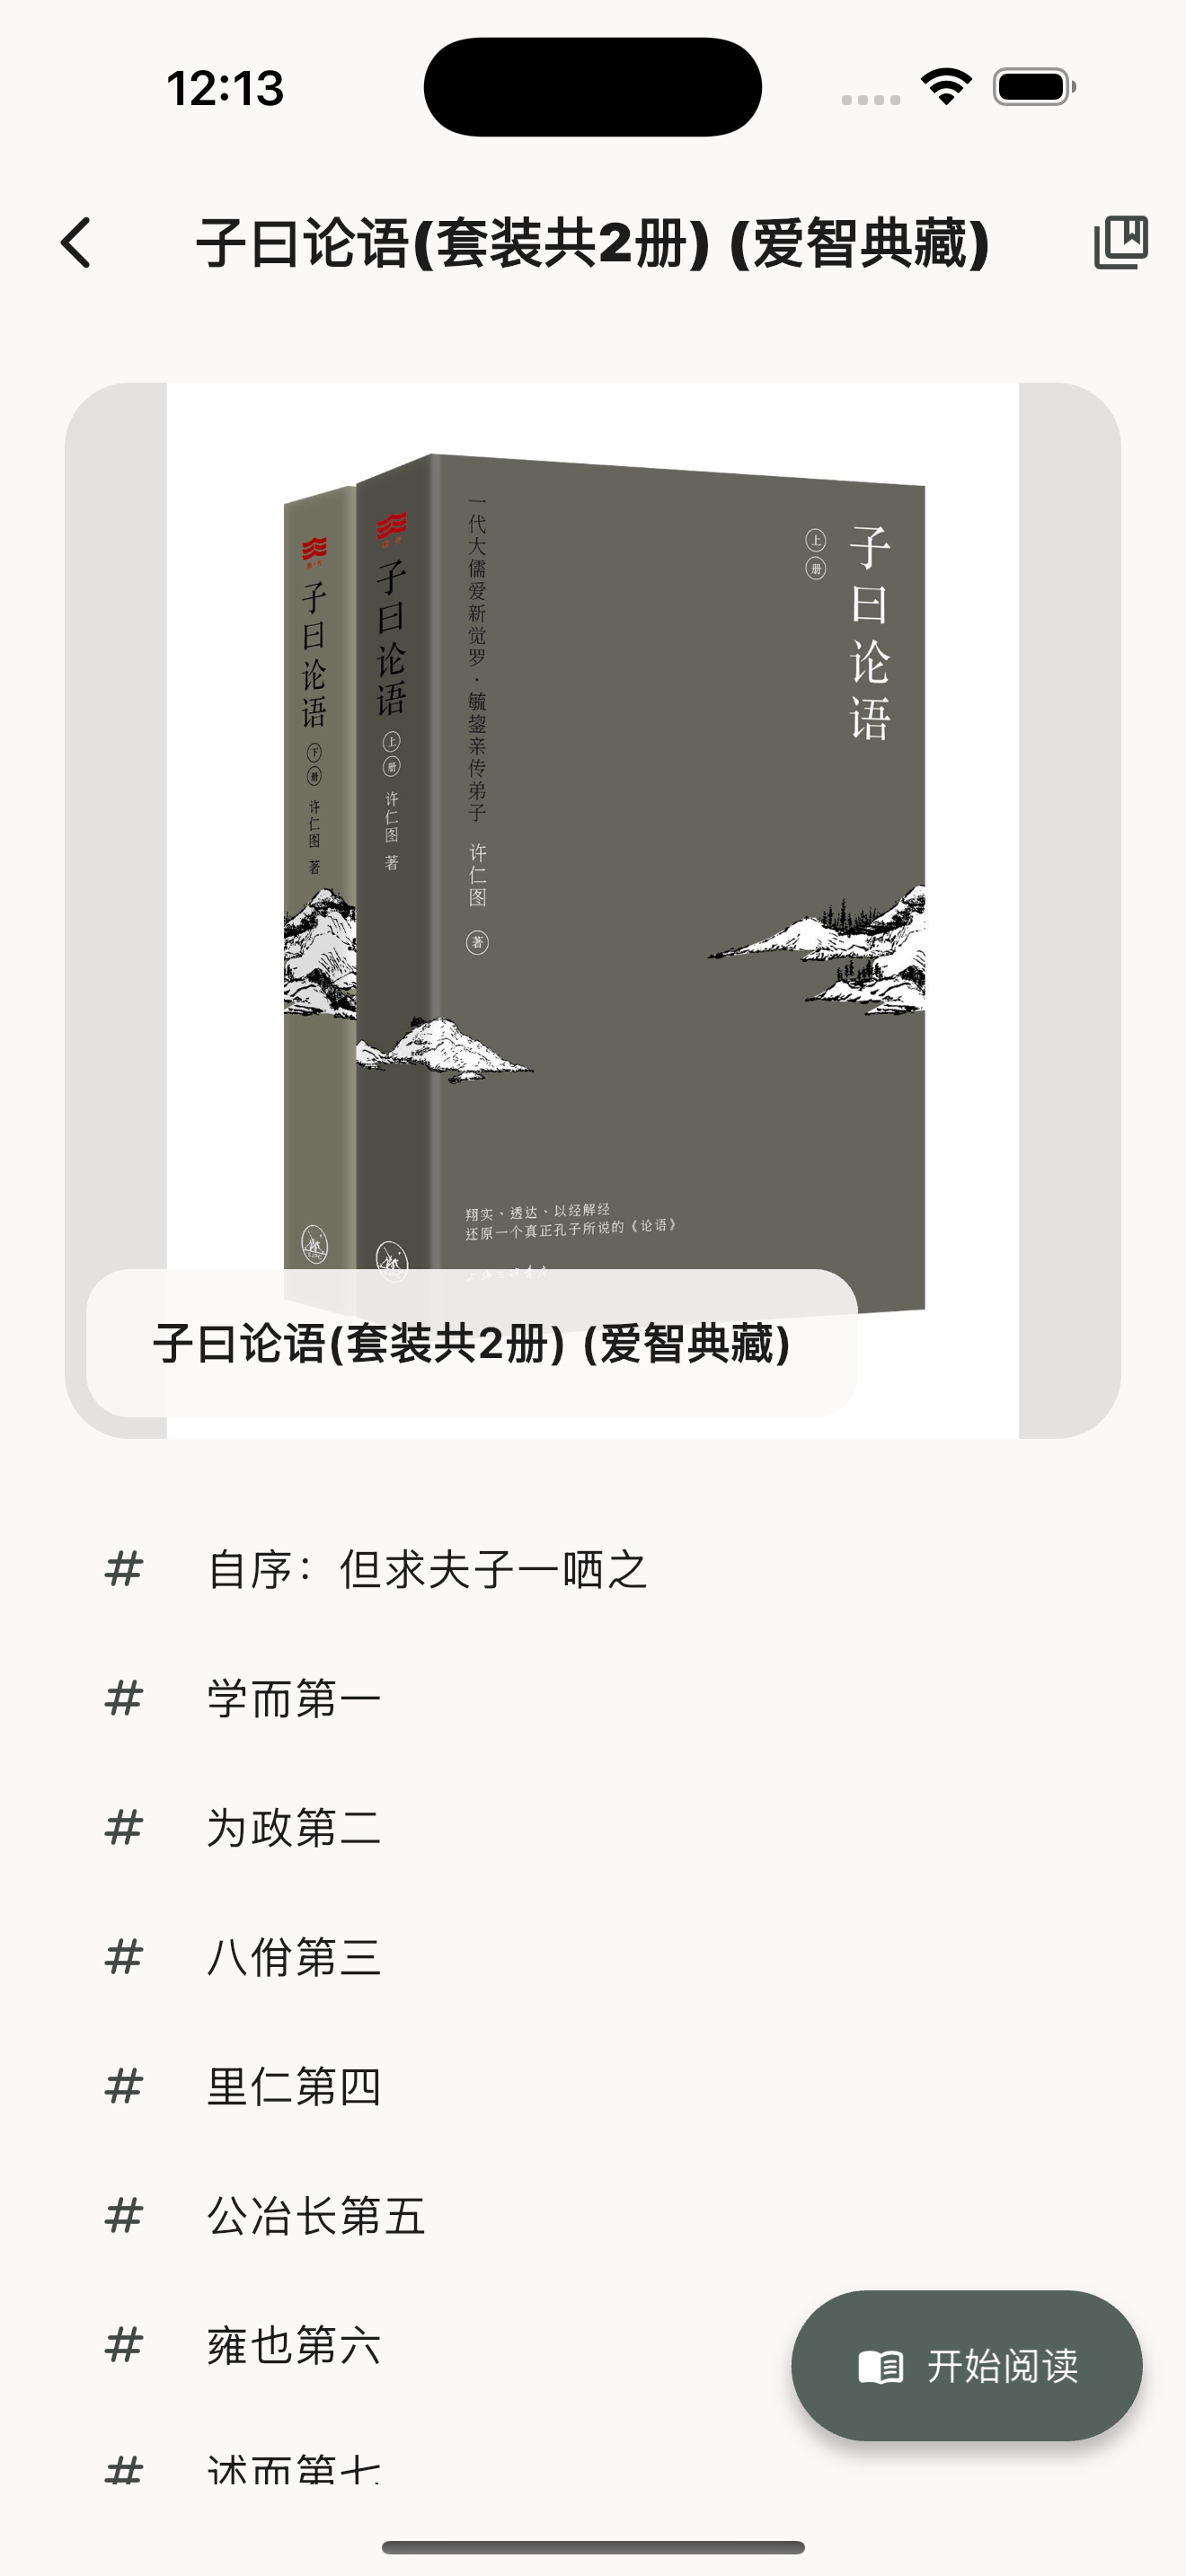 12:13
子曰论语(套装共2册) (爱智典藏)
子曰论语
上册
一代大儒爱新觉罗·毓鋆亲传弟子 许仁图 著
子曰论语 上册 许仁图 著
子曰论语 下册 许仁图 著
翔实、透达、以经解经
还原一个真正孔子所说的《论语》
子曰论语(套装共2册) (爱智典藏)
# 自序：但求夫子一哂之
# 学而第一
# 为政第二
# 八佾第三
# 里仁第四
# 公冶长第五
# 雍也第六
开始阅读
# 述而第七